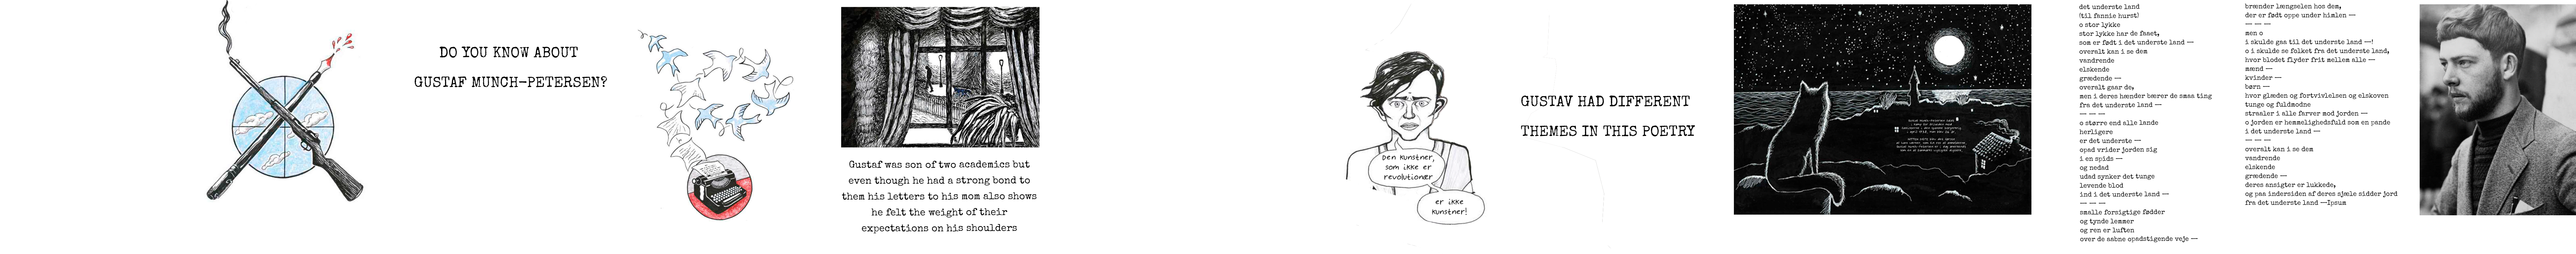 DO YOU KNOW ABOUT
GUSTAF MUNCH-PETERSEN?
Gustaf was son of two academics but
even though he had a strong bond to
them his letters to his mom also shows
he felt the weight of their
expectations on his shoulders
Den kunstner,
som ikke er
revolutionær
er ikke
kunstner!
GUSTAV HAD DIFFERENT
THEMES IN THIS POETRY
det underste land
(til fannie hurst)
o stor lykke
stor lykke har de faaet,
som er født i det underste land —
overalt kan i se dem
vandrende
elskende
grædende —
overalt gaar de,
men i deres hænder bærer de smaa ting
fra det underste land —
— — —
o større end alle lande
herligere
er det underste —
opad vrider jorden sig
i en spids —
og nedad
udad synker det tunge
levende blod
ind i det underste land —
— — —
smalle forsigtige fødder
og tynde lemmer
og ren er luften
over de aabne opadstigende veje —
brænder længselen hos dem,
der er født oppe under himlen —
— — —
men o
i skulde gaa til det underste land —!
o i skulde se folket fra det underste land,
hvor blodet flyder frit mellem alle —
mænd —
kvinder —
børn —
hvor glæden og fortvivlelsen og elskoven
tunge og fuldmodne
straaler i alle farver mod jorden —
o jorden er hemmelighedsfuld som en pande
i det underste land —
— — —
overalt kan i se dem
vandrende
elskende
grædende —
deres ansigter er lukkede,
og paa indersiden af deres sjæle sidder jord
fra det underste land —Ipsum